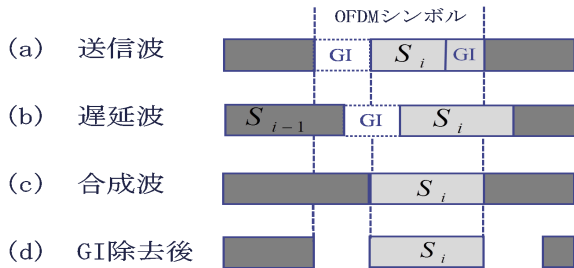 OFDMシンボル
(a) 送信波 GI S i GI
(b) 遅延波 S i−1 GI S i
(c) 合成波 S i
(d) GI除去後 S i